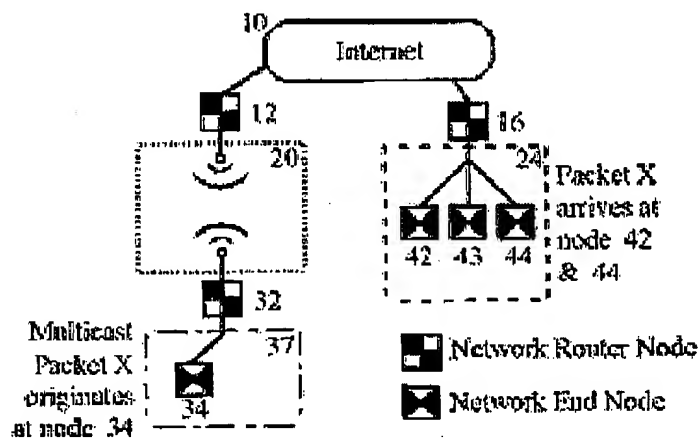 10
Internet
12
16
20
24
Packet X
arrives at
node 42
& 44
42 43 44
32
Multicast
Packet X
originates
at node 34
37
34
Network Router Node
Network End Node